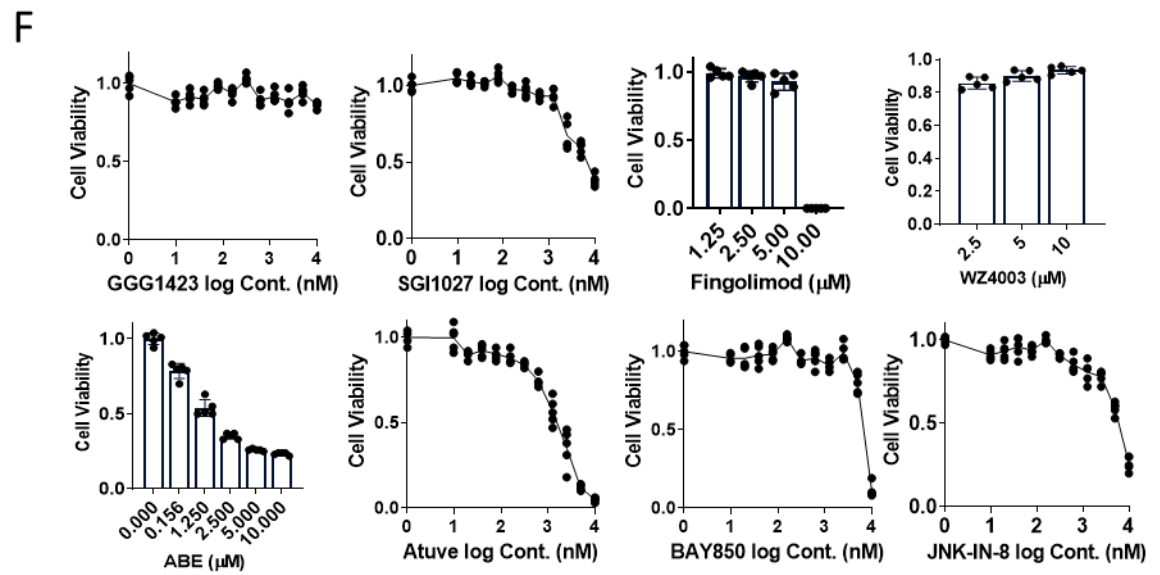 F
Cell Viability
1.0
0.5
0.0
0 1 2 3 4
GGG1423 log Cont. (nM)
Cell Viability
1.0
0.5
0.0
0 1 2 3 4
SGI1027 log Cont. (nM)
Cell Viability
1.0
0.5
0.0
1.25 2.50 5.00 10.00
Fingolimod (μM)
Cell Viability
1.0
0.8
0.6
0.4
0.2
0.0
2.5 5 10
WZ4003 (μM)
Cell Viability
1.0
0.5
0.0
0.000 0.156 1.250 2.500 5.000 10.000
ABE (μM)
Cell Viability
1.0
0.5
0.0
0 1 2 3 4
Atuve log Cont. (nM)
Cell Viability
1.0
0.5
0.0
0 1 2 3 4
BAY850 log Cont. (nM)
Cell Viability
1.0
0.5
0.0
0 1 2 3 4
JNK-IN-8 log Cont. (nM)